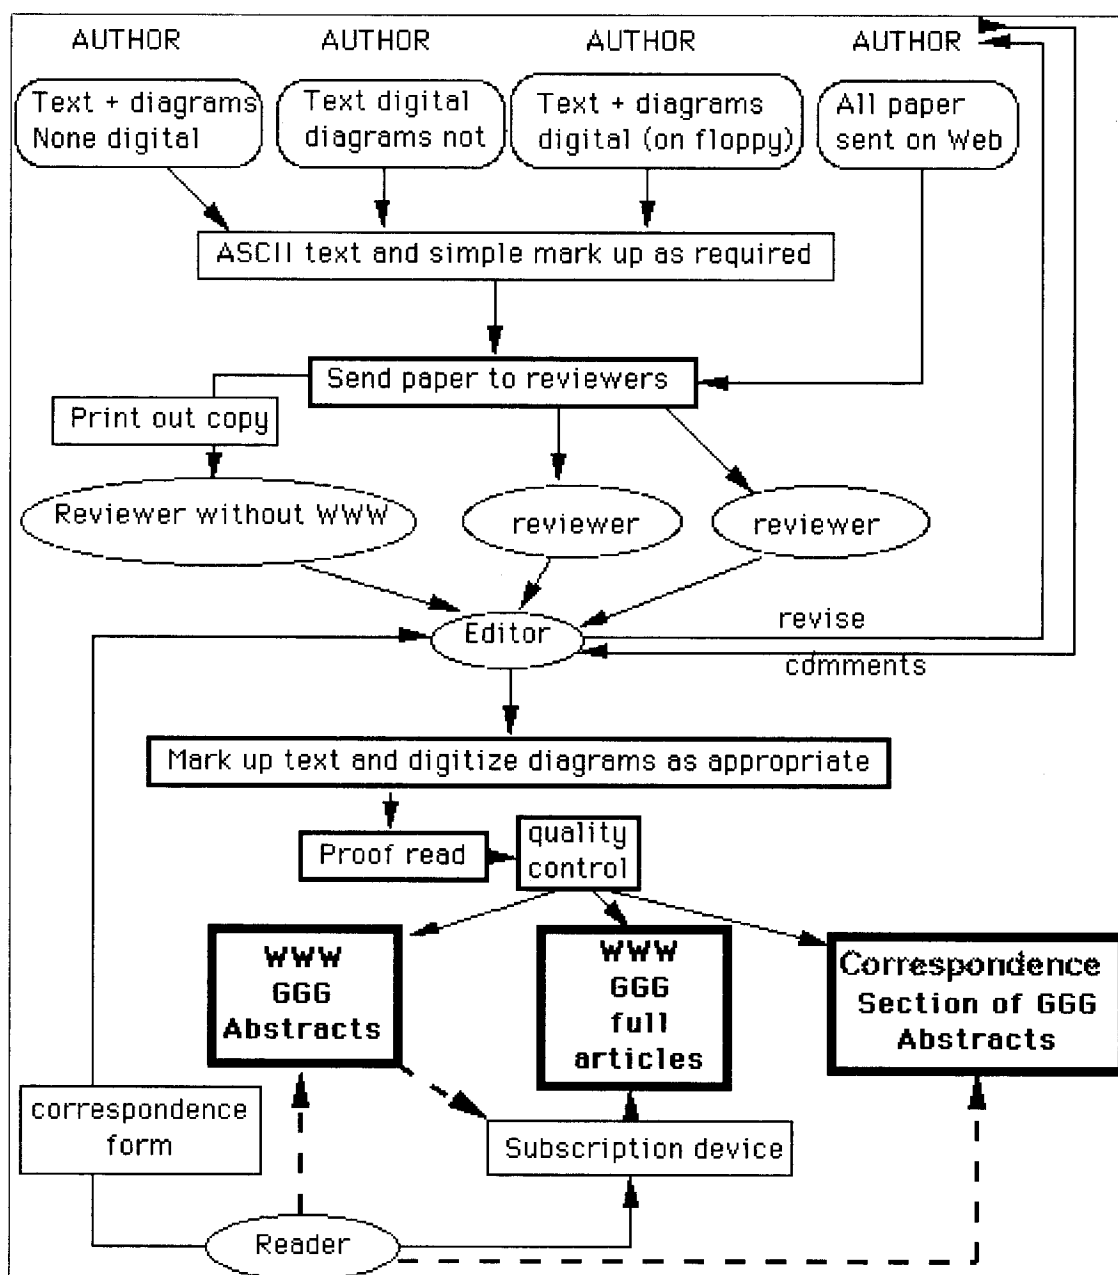 AUTHOR
AUTHOR
AUTHOR
AUTHOR
Text + diagrams
None digital
Text digital
diagrams not
Text + diagrams
digital (on floppy)
All paper
sent on Web
ASCII text and simple mark up as required
Send paper to reviewers
Print out copy
Reviewer without WWW
reviewer
reviewer
Editor
revise
comments
Mark up text and digitize diagrams as appropriate
Proof read
quality
control
WWW
GGG
Abstracts
WWW
GGG
full
articles
Correspondence
Section of GGG
Abstracts
correspondence
form
Subscription device
Reader